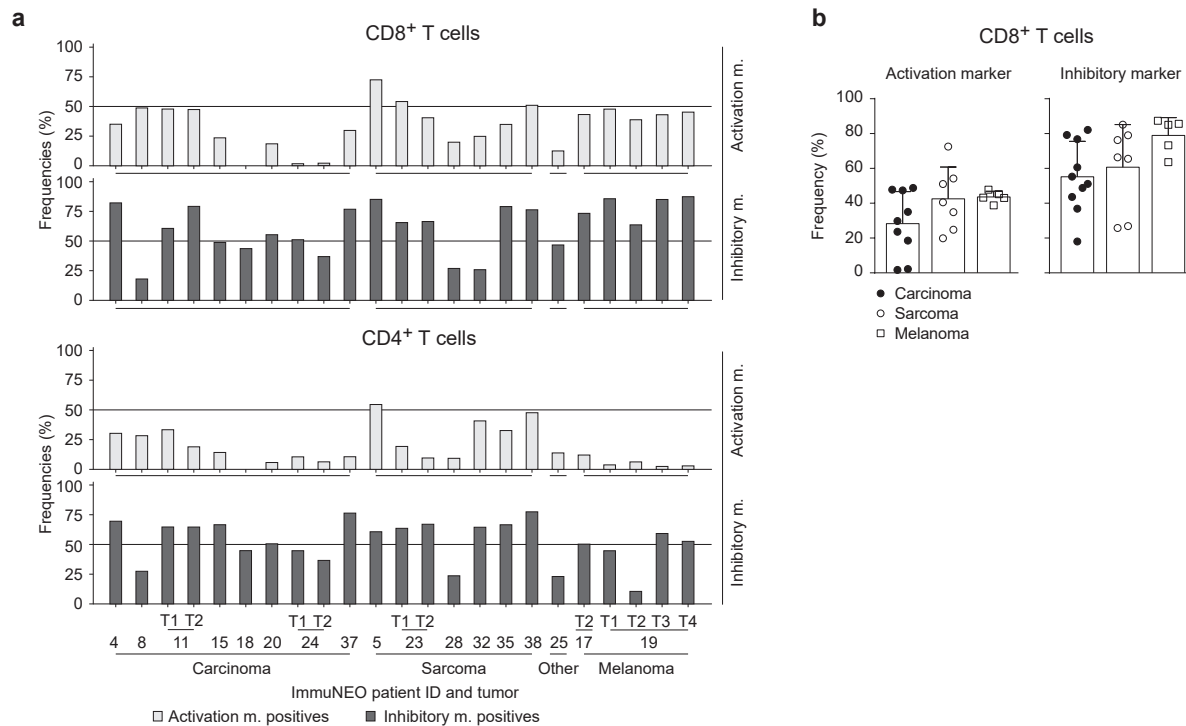 a
CD8+ T cells
Frequencies (%)
100
75
50
25
0
Activation m.
100
75
50
25
0
Inhibitory m.
CD4+ T cells
Frequencies (%)
100
75
50
25
0
Activation m.
100
75
50
25
0
Inhibitory m.
T1 T2 T1 T2 T1 T2 T2 T1 T2 T3 T4
4 8 11 15 18 20 24 37 5 23 28 32 35 38 25 17 19
Carcinoma Sarcoma Other Melanoma
ImmuNEO patient ID and tumor
Activation m. positives Inhibitory m. positives
b
CD8+ T cells
Activation marker Inhibitory marker
Frequency (%)
100
80
60
40
20
0
Carcinoma
Sarcoma
Melanoma